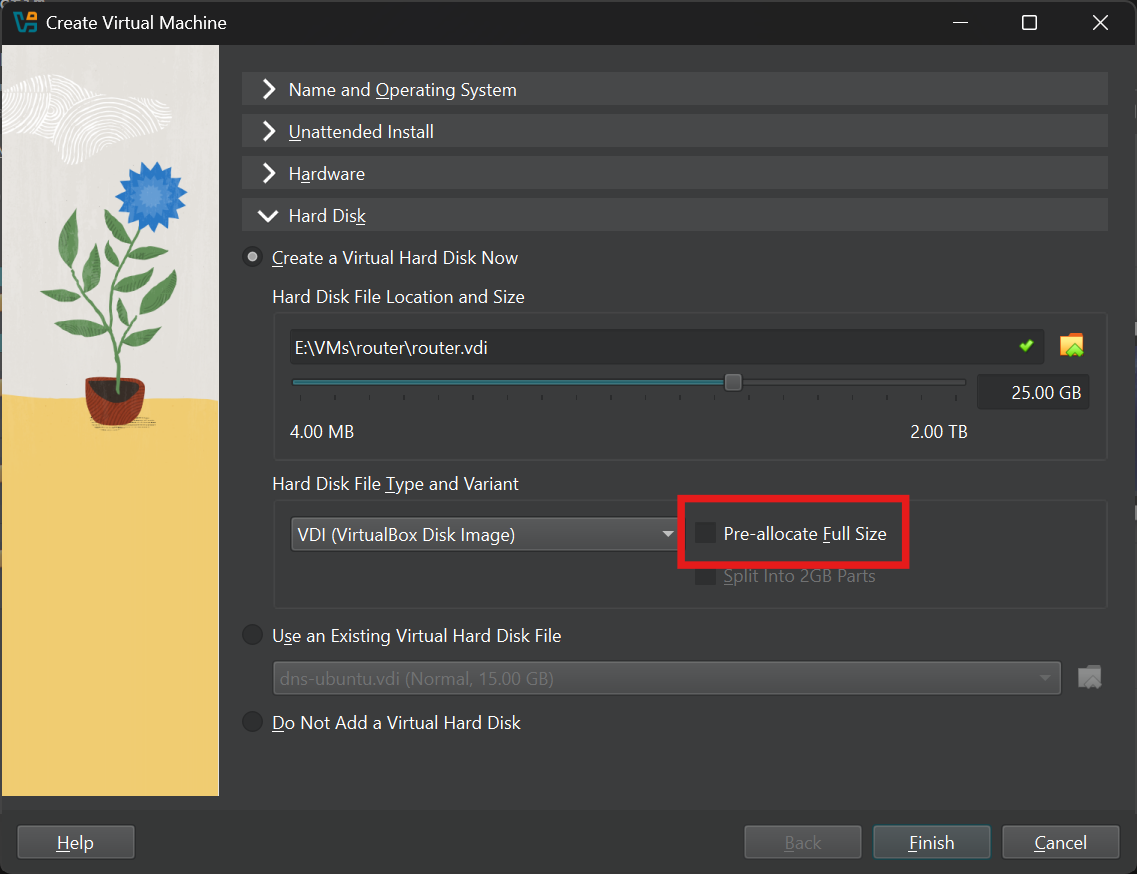 Create Virtual Machine
Name and Operating System
Unattended Install
Hardware
Hard Disk
Create a Virtual Hard Disk Now
Hard Disk File Location and Size
E:\VMs\router\router.vdi
25.00 GB
4.00 MB 2.00 TB
Hard Disk File Type and Variant
VDI (VirtualBox Disk Image) Pre-allocate Full Size
Split Into 2GB Parts
Use an Existing Virtual Hard Disk File
dns-ubuntu.vdi (Normal, 15.00 GB)
Do Not Add a Virtual Hard Disk
Help Back Finish Cancel